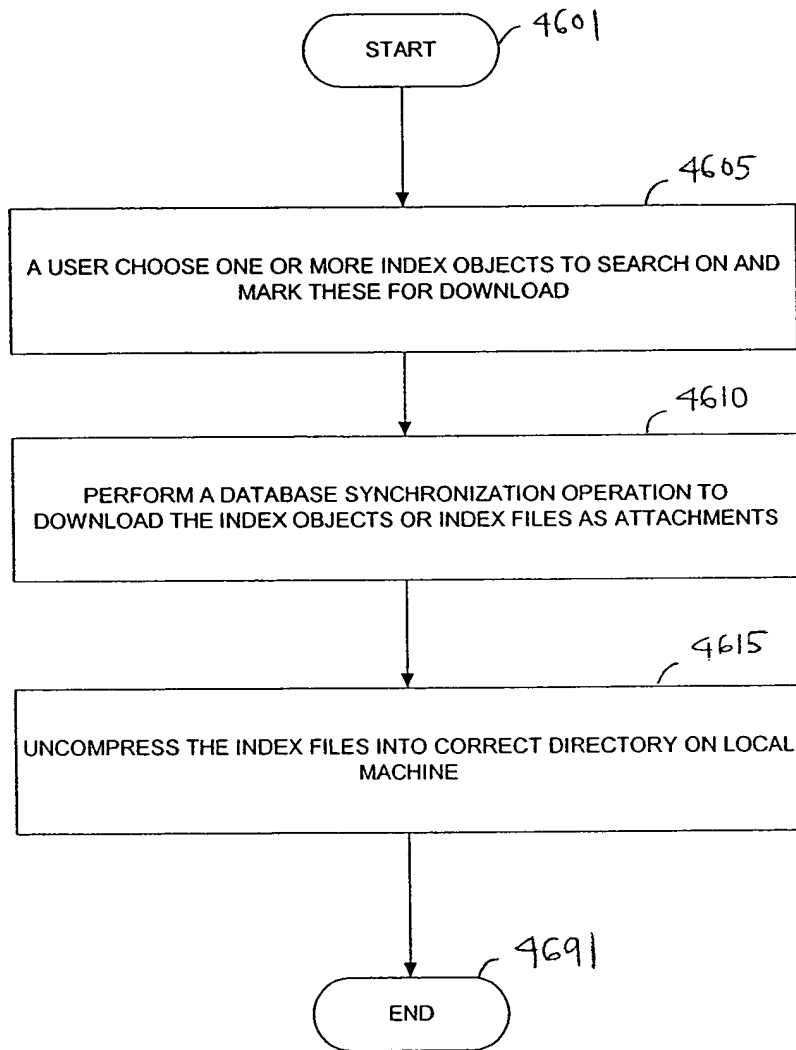 START
4601
4605
A USER CHOOSE ONE OR MORE INDEX OBJECTS TO SEARCH ON AND
MARK THESE FOR DOWNLOAD
4610
PERFORM A DATABASE SYNCHRONIZATION OPERATION TO
DOWNLOAD THE INDEX OBJECTS OR INDEX FILES AS ATTACHMENTS
4615
UNCOMPRESS THE INDEX FILES INTO CORRECT DIRECTORY ON LOCAL
MACHINE
4691
END